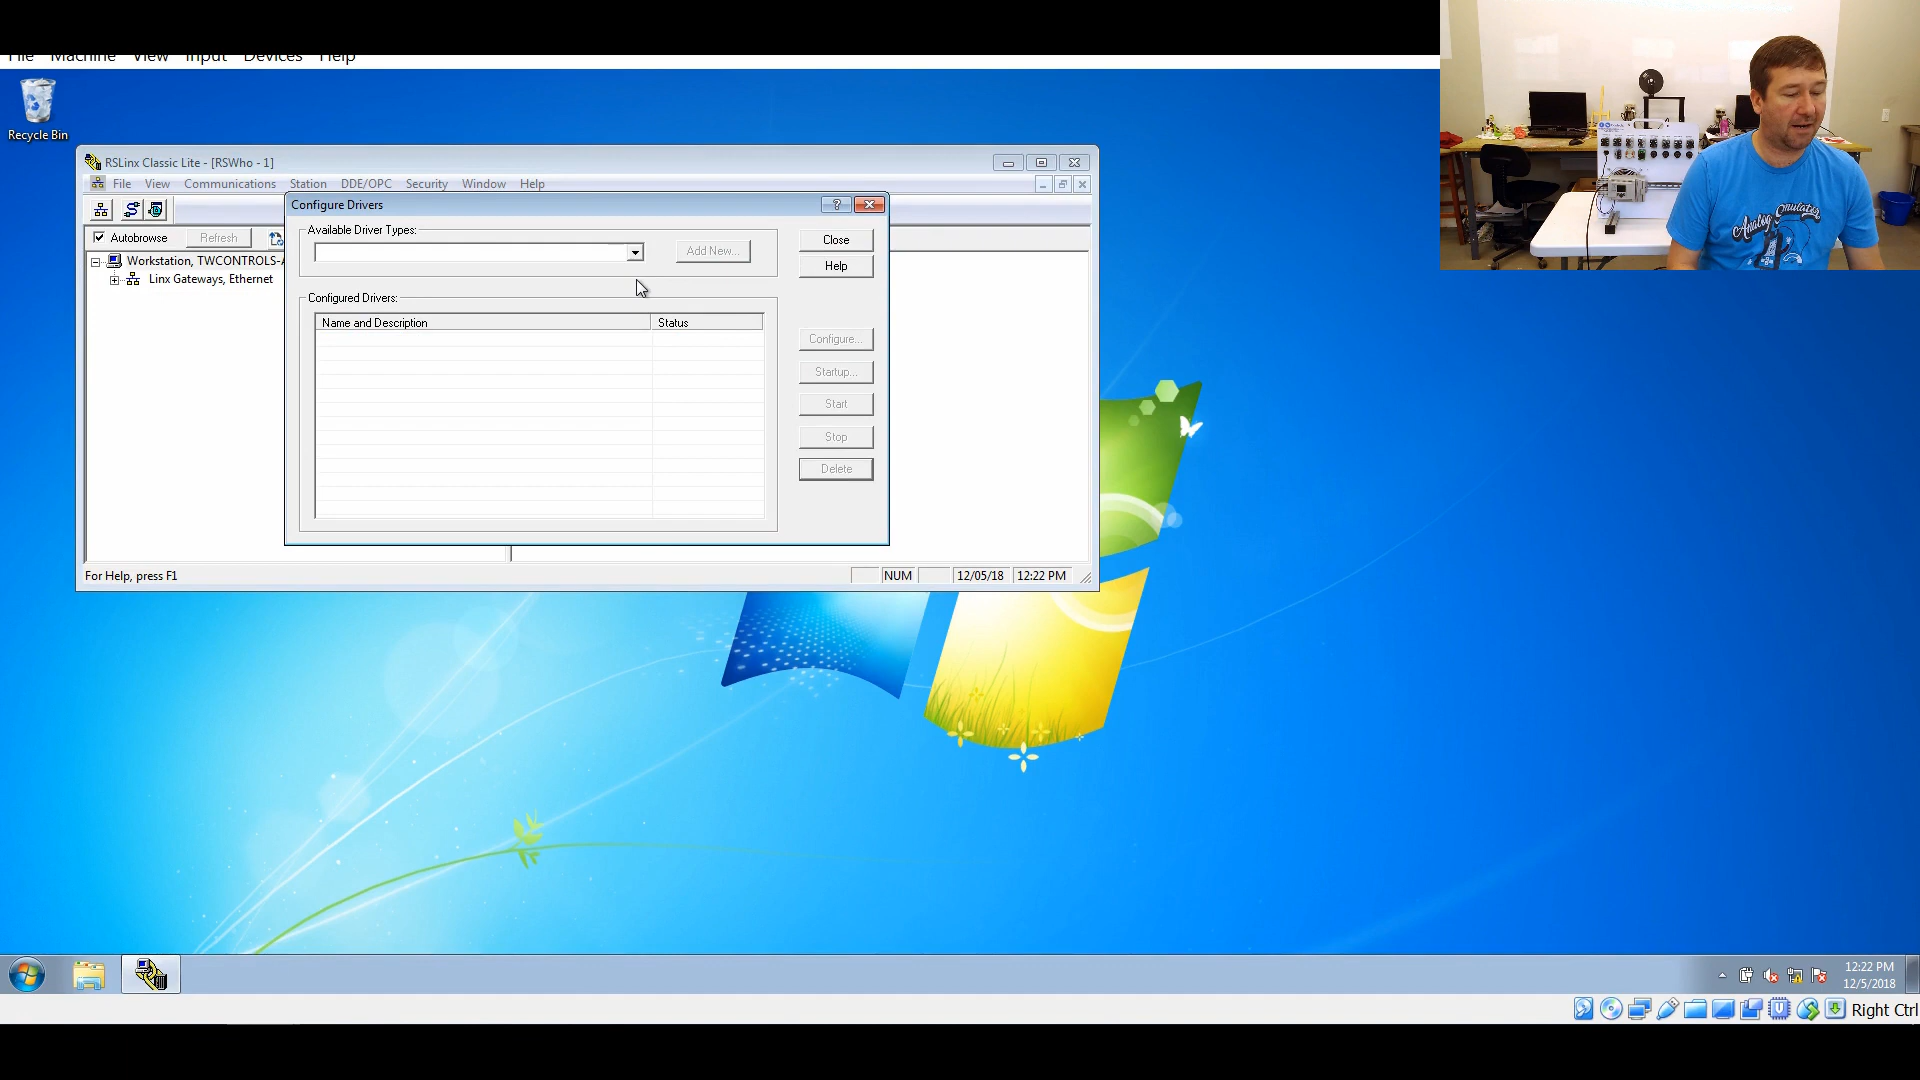 File Machine View Input Devices Help
Recycle Bin
RSLinx Classic Lite - [RSWho - 1]
File View Communications Station DDE/OPC Security Window Help
Configure Drivers
Autobrowse Refresh
Available Driver Types:
Add New...
Close
Help
Workstation, TWCONTROLS-
Linx Gateways, Ethernet
Configured Drivers:
Name and Description Status
Configure...
Startup...
Start
Stop
Delete
For Help, press F1
NUM 12/05/18 12:22 PM
Analog Emulator
12:22 PM
12/5/2018
Right Ctrl